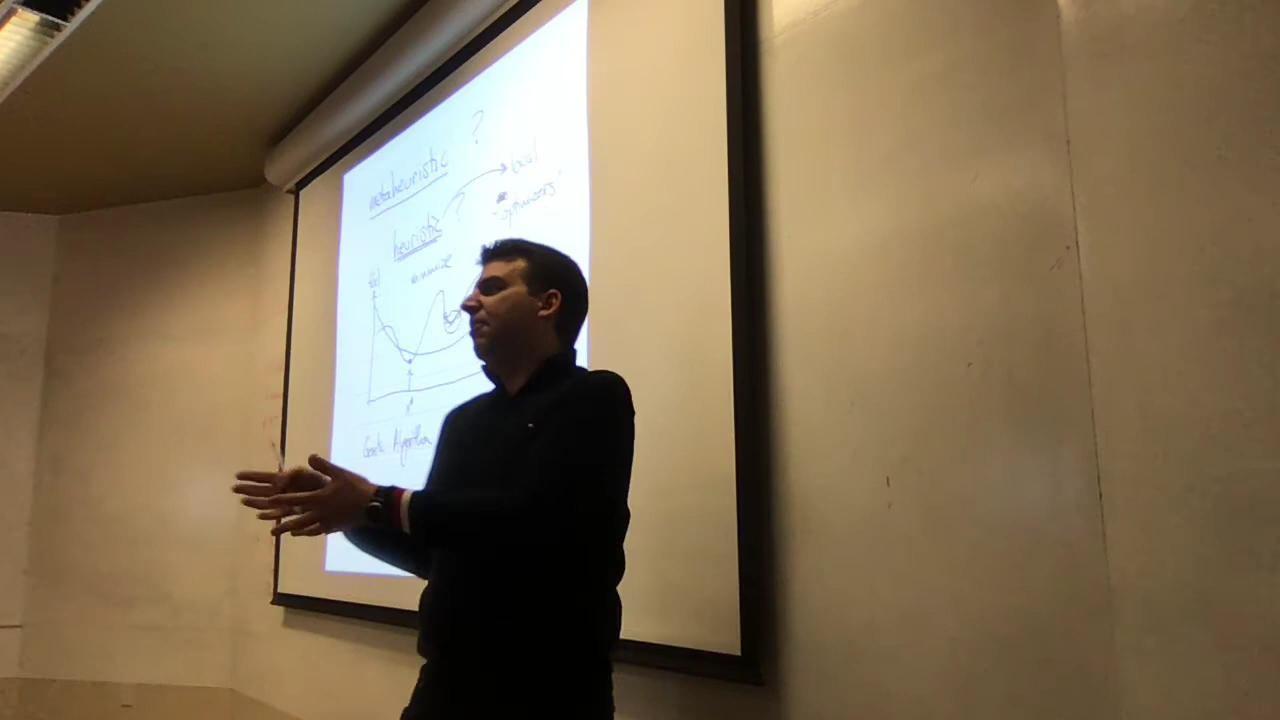 metaheuristic ?
local
heuristic ?
"optimizers"
minimize
f(x)
x*
Genetic Algorithm